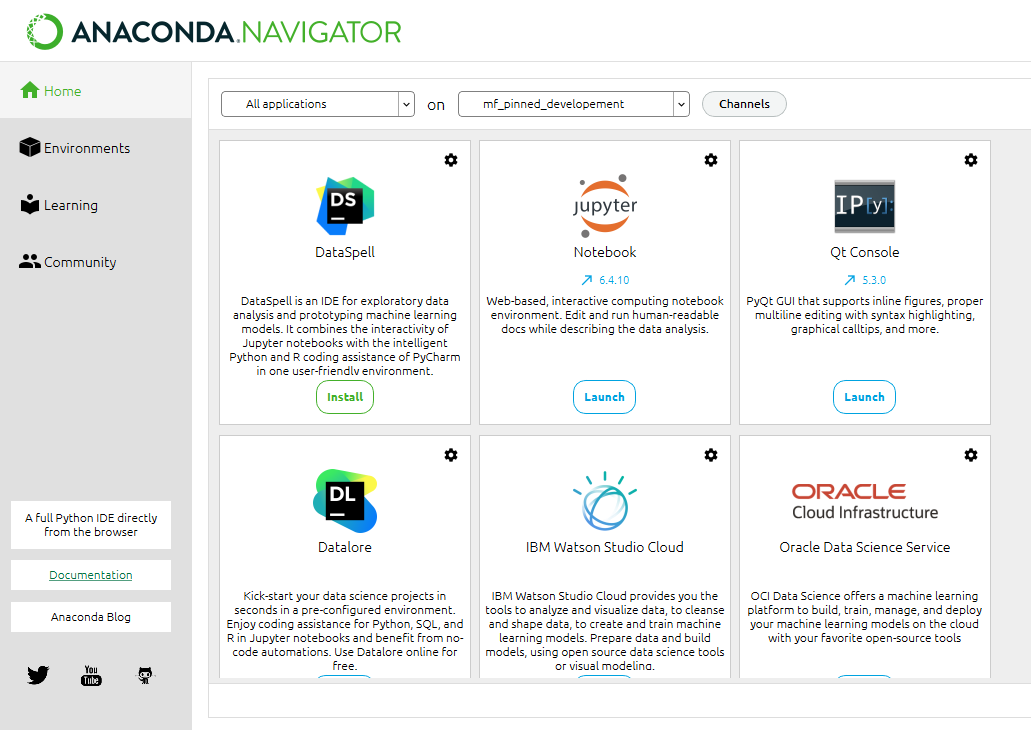 ANACONDA.NAVIGATOR
Home
Environments
Learning
Community
A full Python IDE directly
from the browser
Documentation
Anaconda Blog
You
Tube
All applications
on
mf_pinned_developement
Channels
DS
DataSpell
DataSpell is an IDE for exploratory data
analysis and prototyping machine learning
models. It combines the interactivity of
Jupyter notebooks with the intelligent
Python and R coding assistance of PyCharm
in one user-friendly environment.
Install
jupyter
Notebook
6.4.10
Web-based, interactive computing notebook
environment. Edit and run human-readable
docs while describing the data analysis.
Launch
IP[y]:
Qt Console
5.3.0
PyQt GUI that supports inline figures, proper
multiline editing with syntax highlighting,
graphical calltips, and more.
Launch
DL
Datalore
Kick-start your data science projects in
seconds in a pre-configured environment.
Enjoy coding assistance for Python, SQL, and
R in Jupyter notebooks and benefit from no-
code automations. Use Datalore online for
free.
IBM Watson Studio Cloud
IBM Watson Studio Cloud provides you the
tools to analyze and visualize data, to cleanse
and shape data, to create and train machine
learning models. Prepare data and build
models, using open source data science tools
or visual modeling.
ORACLE
Cloud Infrastructure
Oracle Data Science Service
OCI Data Science offers a machine learning
platform to build, train, manage, and deploy
your machine learning models on the cloud
with your favorite open-source tools